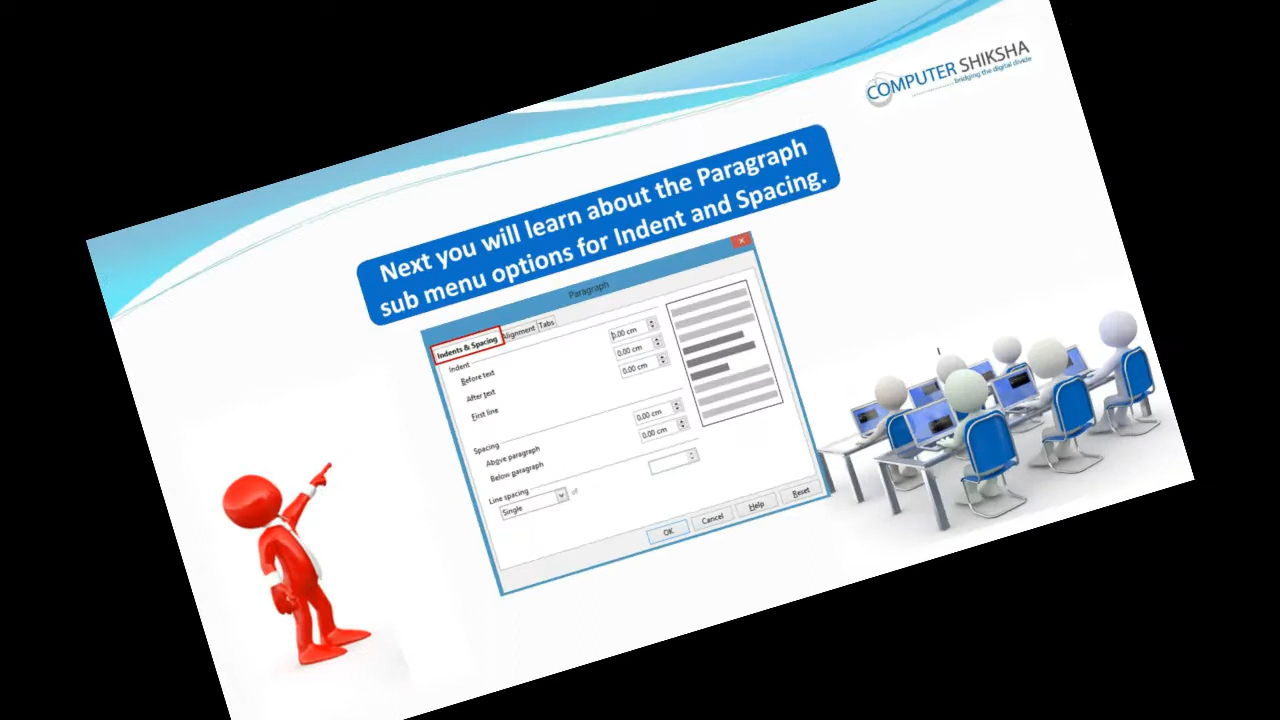 COMPUTER SHIKSHA
bridging the digital divide
Next you will learn about the Paragraph
sub menu options for Indent and Spacing.
Paragraph
Indents & Spacing Alignment Tabs
Indent
Before text 0.00 cm
After text 0.00 cm
First line 0.00 cm
Spacing
Above paragraph 0.00 cm
Below paragraph 0.00 cm
Line spacing
Single of
OK Cancel Help Reset